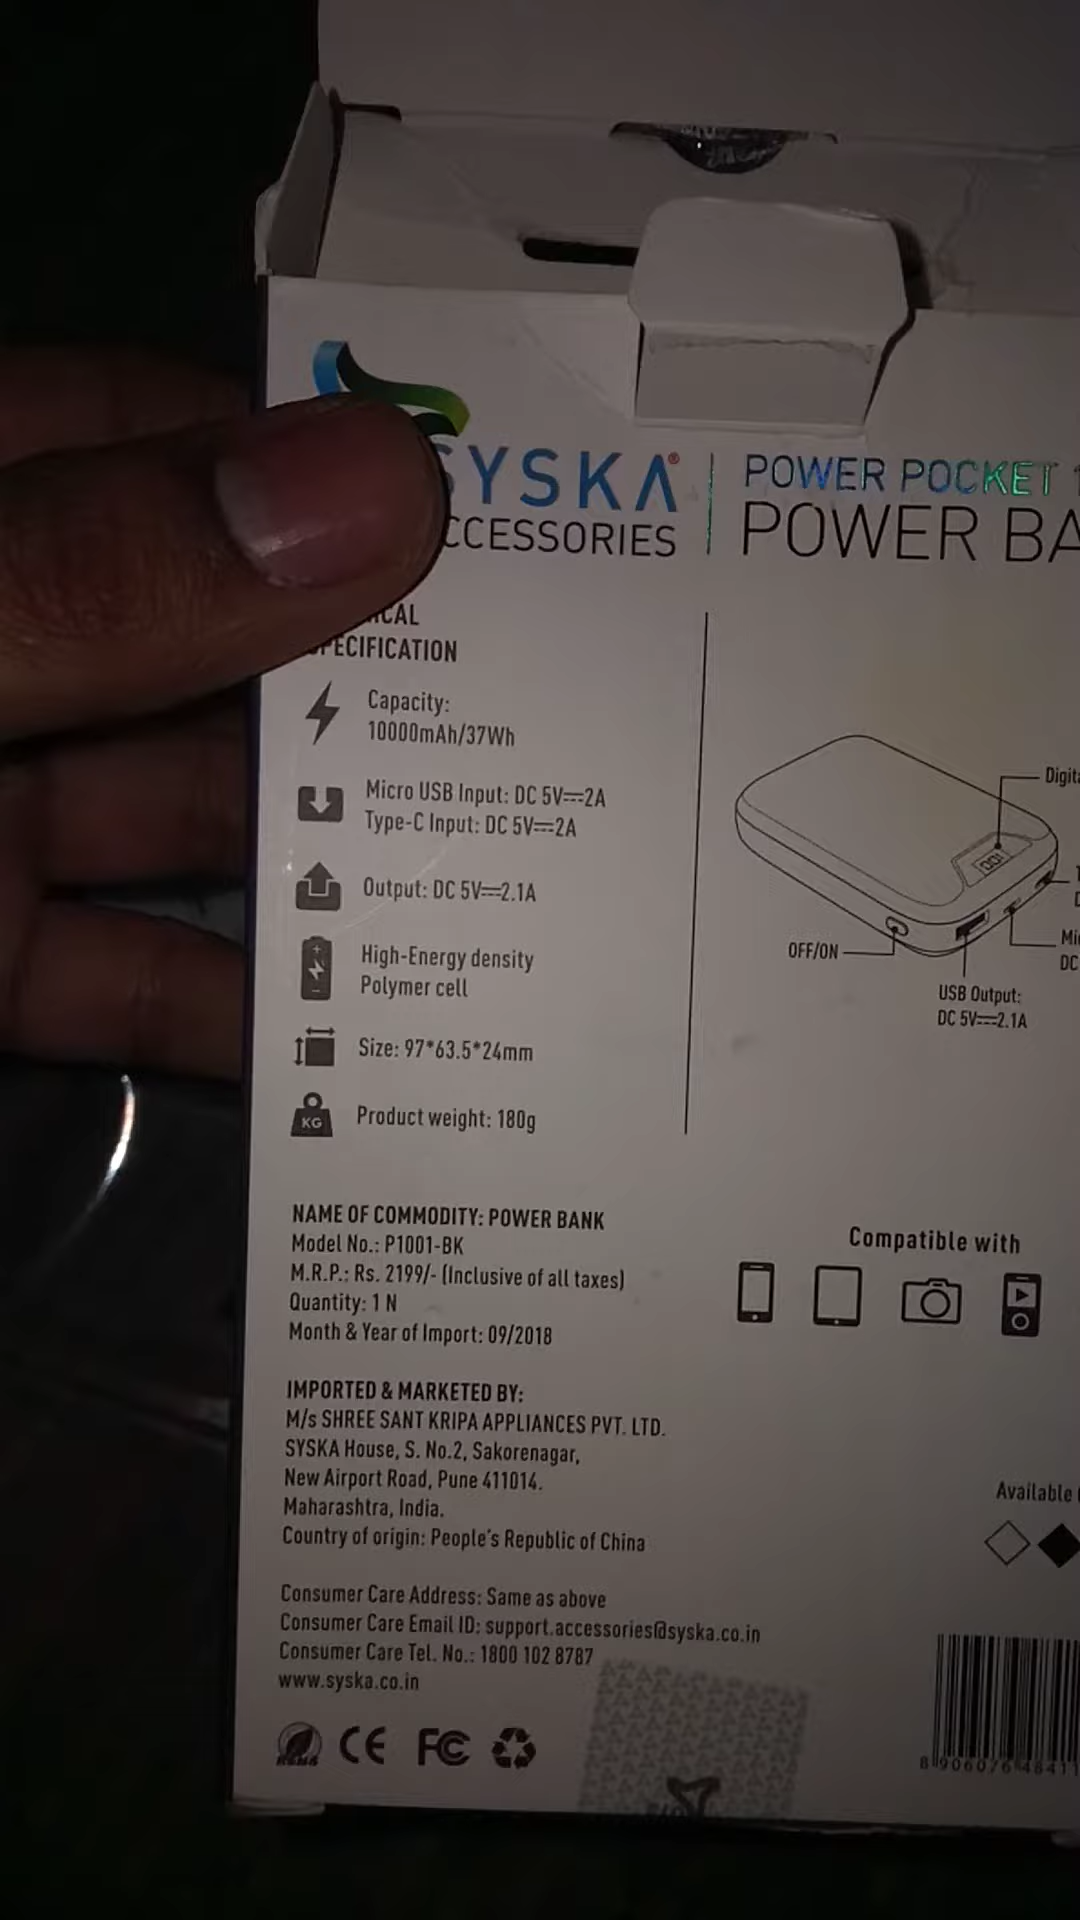 SYSKA®
ACCESSORIES
POWER POCKET
POWER BA
ICAL
SPECIFICATION
Capacity:
10000mAh/37Wh
Micro USB Input: DC 5V⎓2A
Type-C Input: DC 5V⎓2A
Output: DC 5V⎓2.1A
High-Energy density
Polymer cell
Size: 97*63.5*24mm
KG
Product weight: 180g
Digita
OFF/ON
USB Output:
DC 5V⎓2.1A
Mi
DC
NAME OF COMMODITY: POWER BANK
Model No.: P1001-BK
M.R.P.: Rs. 2199/- (Inclusive of all taxes)
Quantity: 1 N
Month & Year of Import: 09/2018
Compatible with
IMPORTED & MARKETED BY:
M/s SHREE SANT KRIPA APPLIANCES PVT. LTD.
SYSKA House, S. No.2, Sakorenagar,
New Airport Road, Pune 411014.
Maharashtra, India.
Country of origin: People's Republic of China
Available
Consumer Care Address: Same as above
Consumer Care Email ID: support.accessories@syska.co.in
Consumer Care Tel. No.: 1800 102 8787
www.syska.co.in
CE FC
8 906076 48411